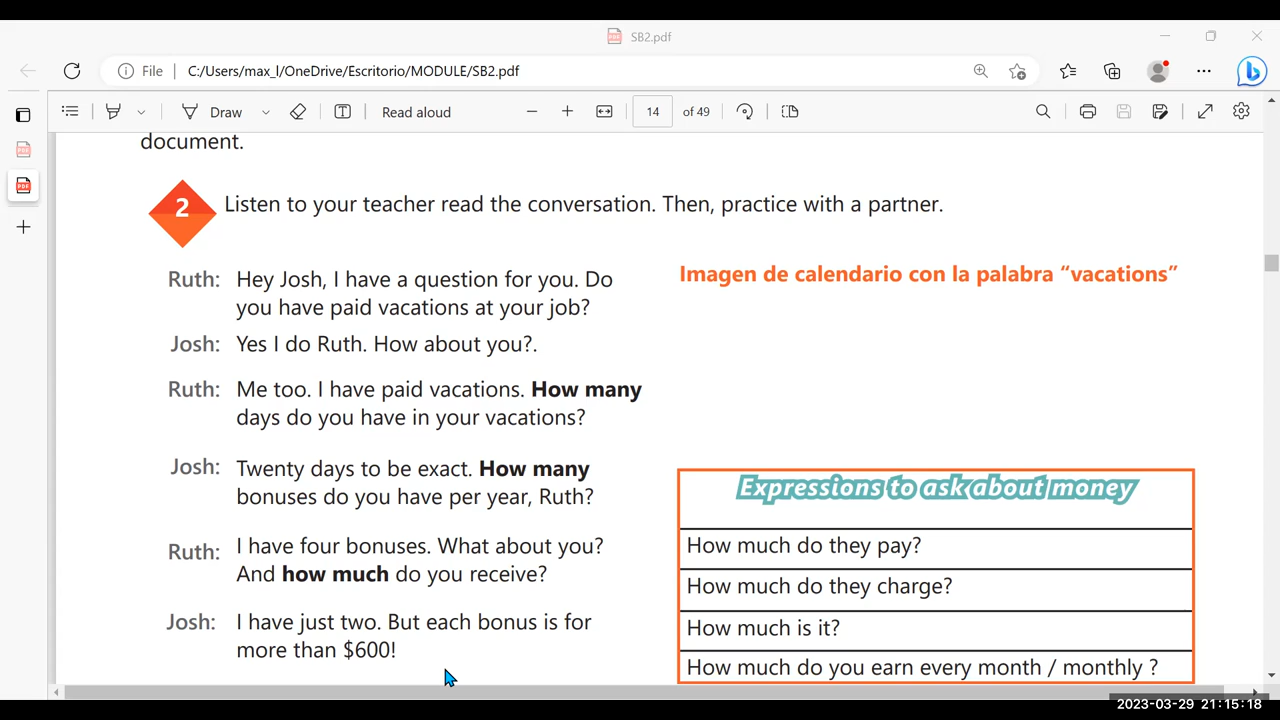 SB2.pdf
File | C:/Users/max_l/OneDrive/Escritorio/MODULE/SB2.pdf
Draw
Read aloud
14 of 49
document.
2 Listen to your teacher read the conversation. Then, practice with a partner.
Ruth: Hey Josh, I have a question for you. Do
you have paid vacations at your job?
Josh: Yes I do Ruth. How about you?.
Ruth: Me too. I have paid vacations. How many
days do you have in your vacations?
Josh: Twenty days to be exact. How many
bonuses do you have per year, Ruth?
Ruth: I have four bonuses. What about you?
And how much do you receive?
Josh: I have just two. But each bonus is for
more than $600!
Imagen de calendario con la palabra “vacations”
Expressions to ask about money
How much do they pay?
How much do they charge?
How much is it?
How much do you earn every month / monthly ?
2023-03-29 21:15:18